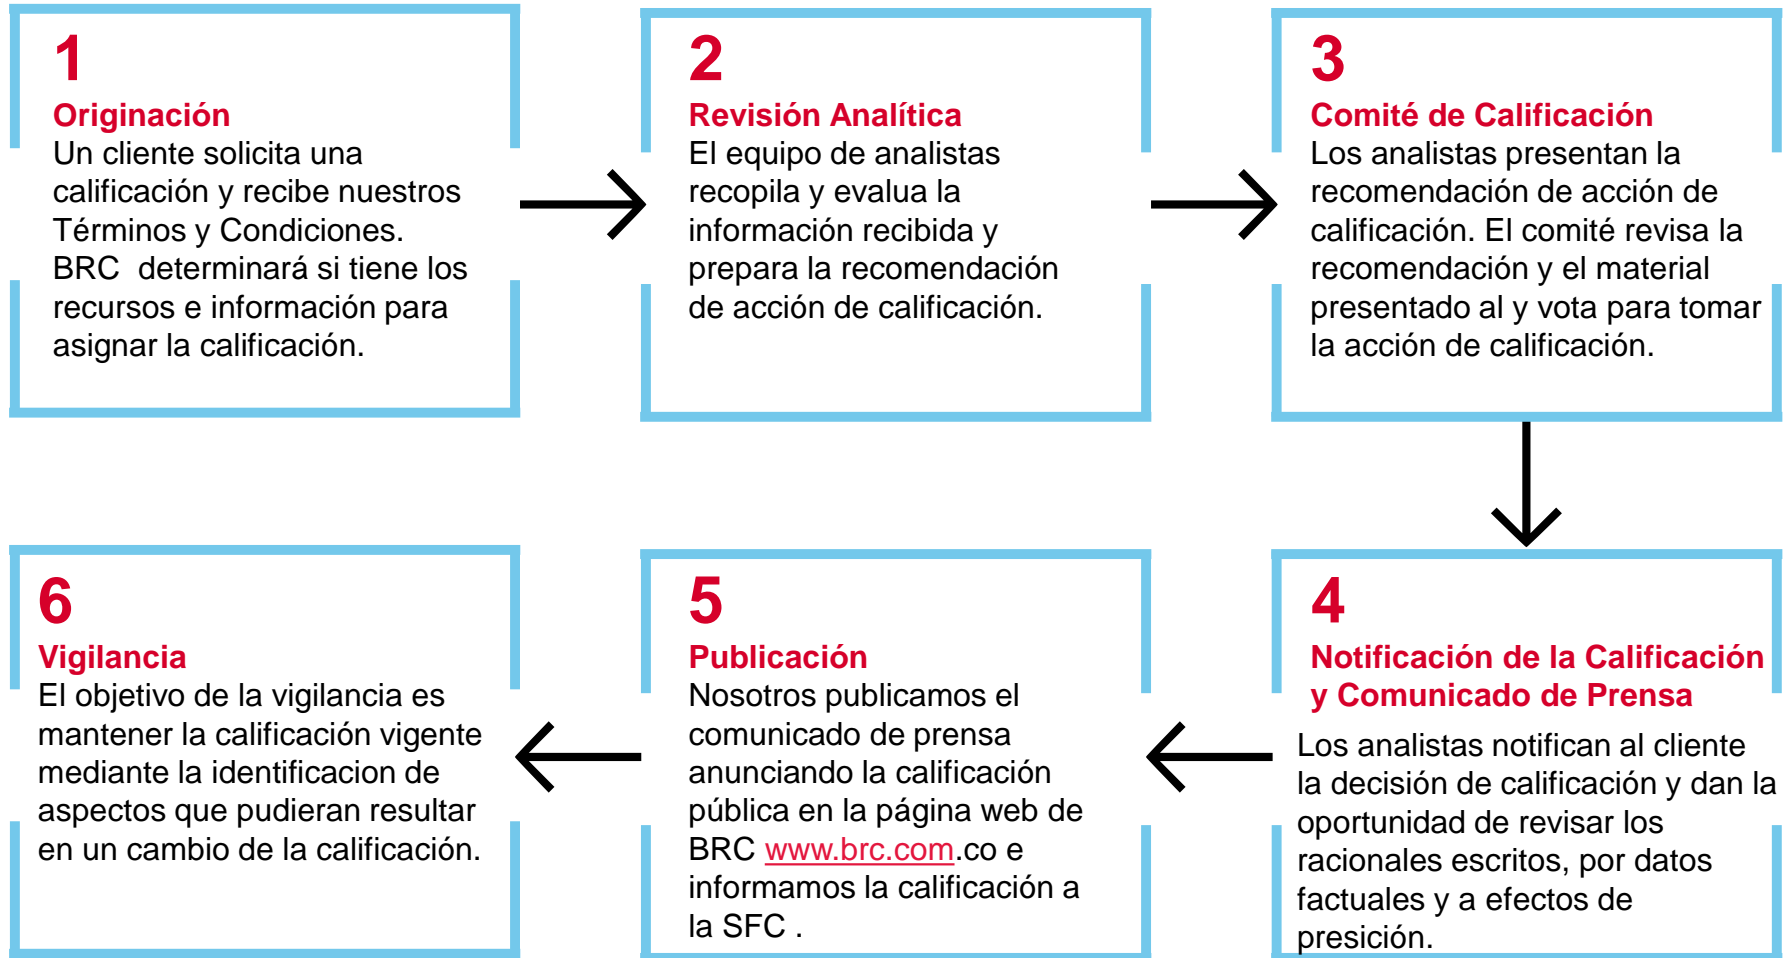 1
Originación
Un cliente solicita una
calificación y recibe nuestros
Términos y Condiciones.
BRC  determinará si tiene los
recursos e información para
asignar la calificación.
2
Revisión Analítica
El equipo de analistas
recopila y evalua la
información recibida y
prepara la recomendación
de acción de calificación.
3
Comité de Calificación
Los analistas presentan la
recomendación de acción de
calificación. El comité revisa la
recomendación y el material
presentado al y vota para tomar
la acción de calificación.
4
Notificación de la Calificación
y Comunicado de Prensa
Los analistas notifican al cliente
la decisión de calificación y dan la
oportunidad de revisar los
racionales escritos, por datos
factuales y a efectos de
presición.
5
Publicación
Nosotros publicamos el
comunicado de prensa
anunciando la calificación
pública en la página web de
BRC www.brc.com.co e
informamos la calificación a
la SFC .
6
Vigilancia
El objetivo de la vigilancia es
mantener la calificación vigente
mediante la identificacion de
aspectos que pudieran resultar
en un cambio de la calificación.